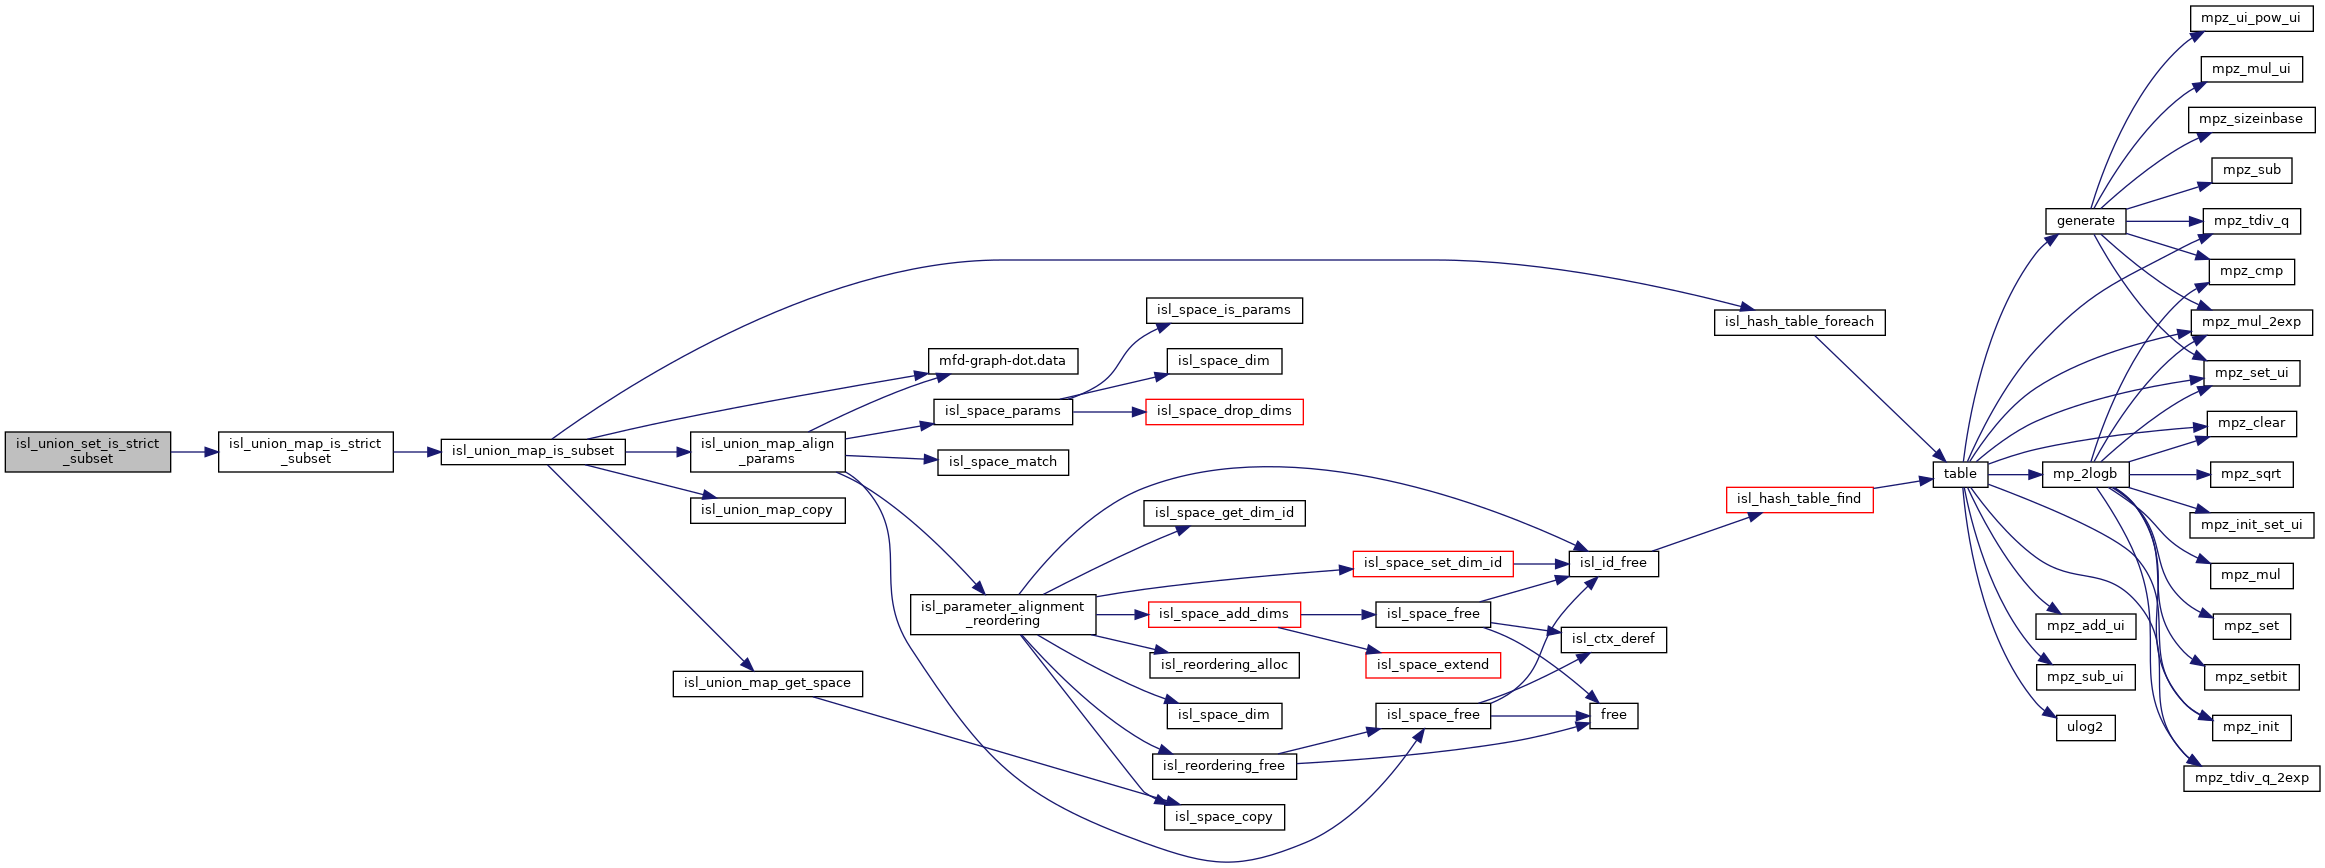 isl_union_set_is_strict
_subset
isl_union_map_is_strict
_subset
isl_union_map_is_subset
isl_union_map_align
_params
isl_union_map_copy
isl_union_map_get_space
mfd-graph-dot.data
isl_space_params
isl_space_match
isl_parameter_alignment
_reordering
isl_space_is_params
isl_space_dim
isl_space_drop_dims
isl_space_get_dim_id
isl_space_set_dim_id
isl_space_add_dims
isl_reordering_alloc
isl_space_dim
isl_reordering_free
isl_space_copy
isl_space_free
isl_space_extend
isl_space_free
isl_id_free
isl_ctx_deref
free
isl_hash_table_foreach
isl_hash_table_find
table
generate
mp_2logb
mpz_add_ui
mpz_sub_ui
ulog2
mpz_ui_pow_ui
mpz_mul_ui
mpz_sizeinbase
mpz_sub
mpz_tdiv_q
mpz_cmp
mpz_mul_2exp
mpz_set_ui
mpz_clear
mpz_sqrt
mpz_init_set_ui
mpz_mul
mpz_set
mpz_setbit
mpz_init
mpz_tdiv_q_2exp